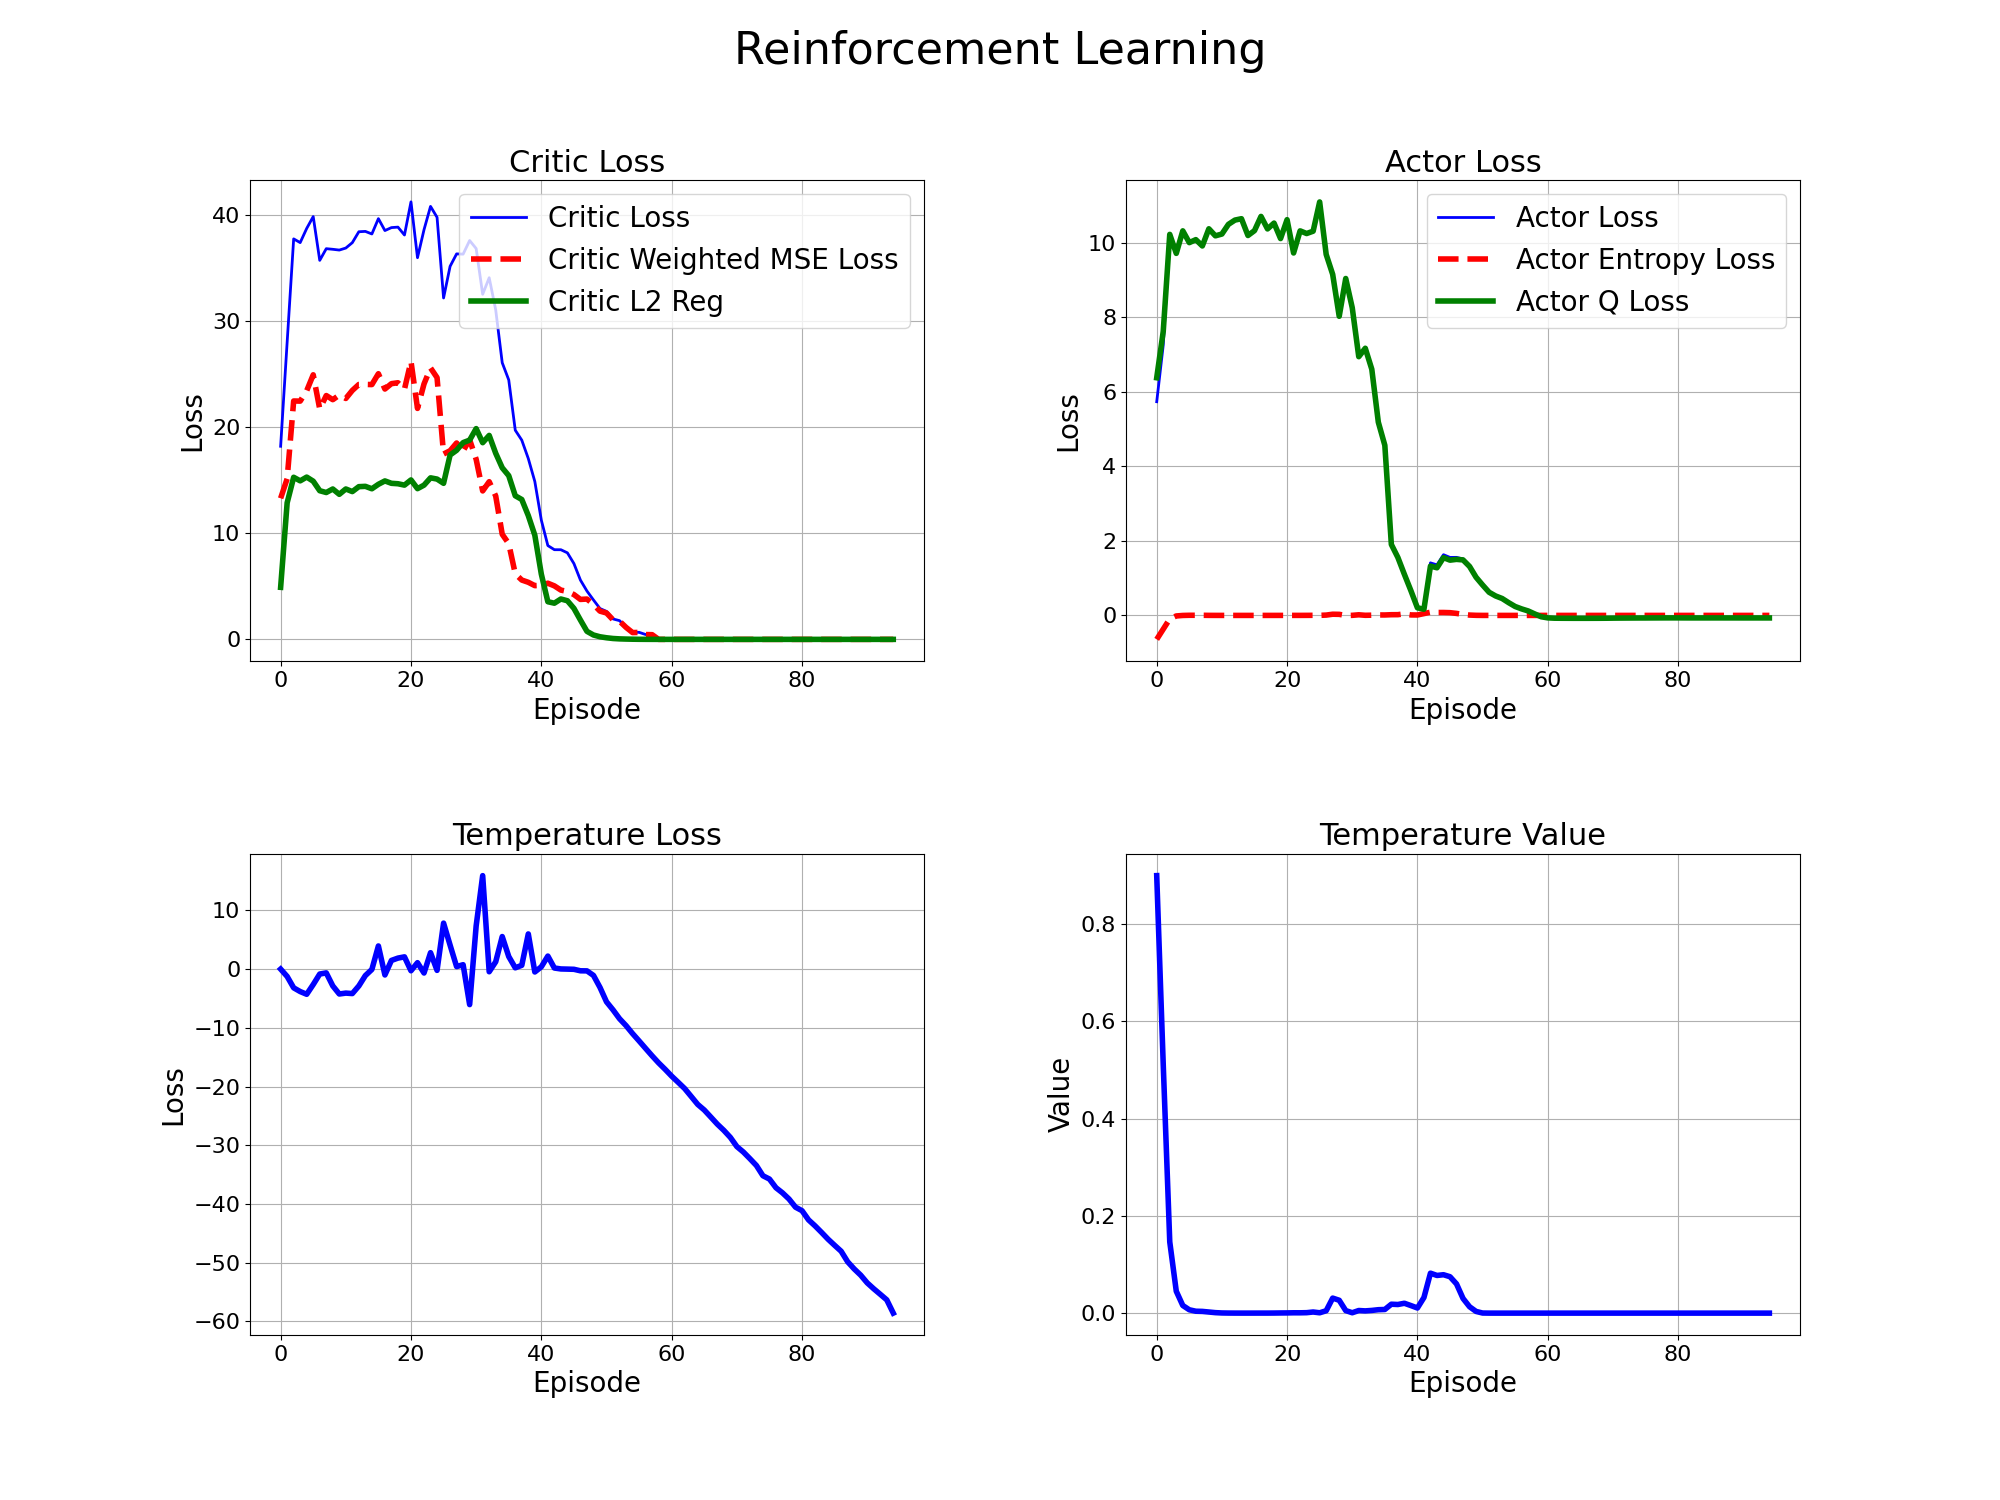 Reinforcement Learning
Critic Loss
Loss
40
30
20
10
0
0 20 40 60 80
Episode
Critic Loss
Critic Weighted MSE Loss
Critic L2 Reg
Actor Loss
Loss
10
8
6
4
2
0
0 20 40 60 80
Episode
Actor Loss
Actor Entropy Loss
Actor Q Loss
Temperature Loss
Loss
10
0
−10
−20
−30
−40
−50
−60
0 20 40 60 80
Episode
Temperature Value
Value
0.8
0.6
0.4
0.2
0.0
0 20 40 60 80
Episode